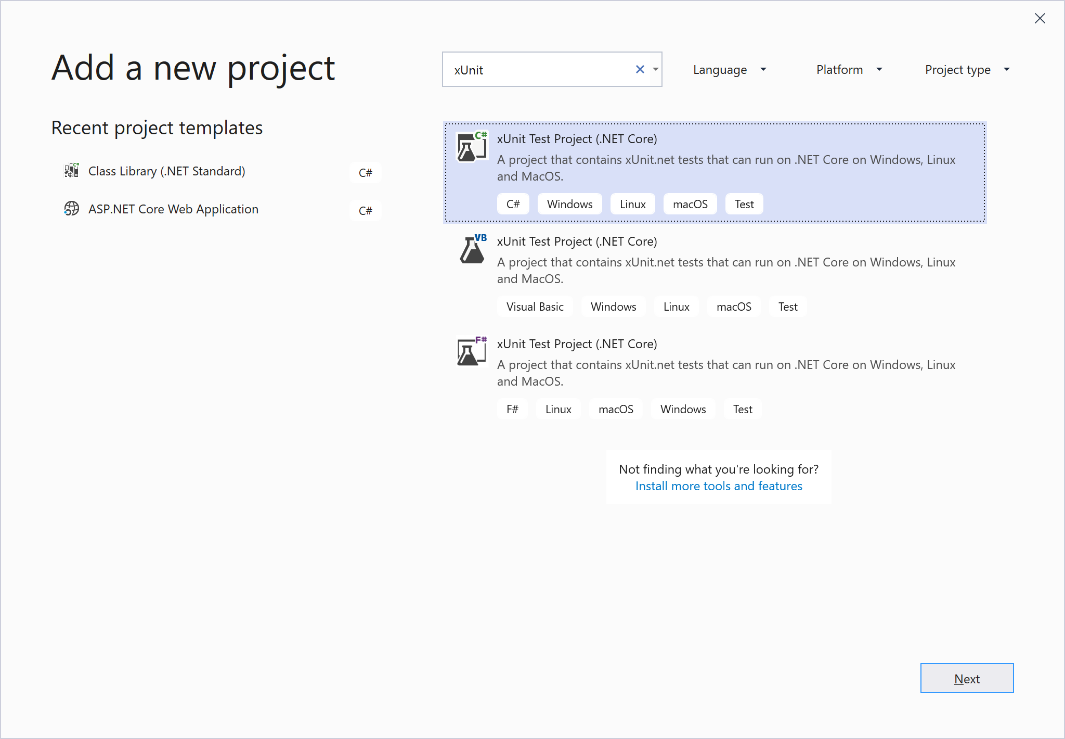 Add a new project
xUnit
Language
Platform
Project type
Recent project templates
Class Library (.NET Standard)
C#
ASP.NET Core Web Application
C#
C#
xUnit Test Project (.NET Core)
A project that contains xUnit.net tests that can run on .NET Core on Windows, Linux
and MacOS.
C# Windows Linux macOS Test
VB
xUnit Test Project (.NET Core)
A project that contains xUnit.net tests that can run on .NET Core on Windows, Linux
and MacOS.
Visual Basic Windows Linux macOS Test
F#
xUnit Test Project (.NET Core)
A project that contains xUnit.net tests that can run on .NET Core on Windows, Linux
and MacOS.
F# Linux macOS Windows Test
Not finding what you're looking for?
Install more tools and features
Next